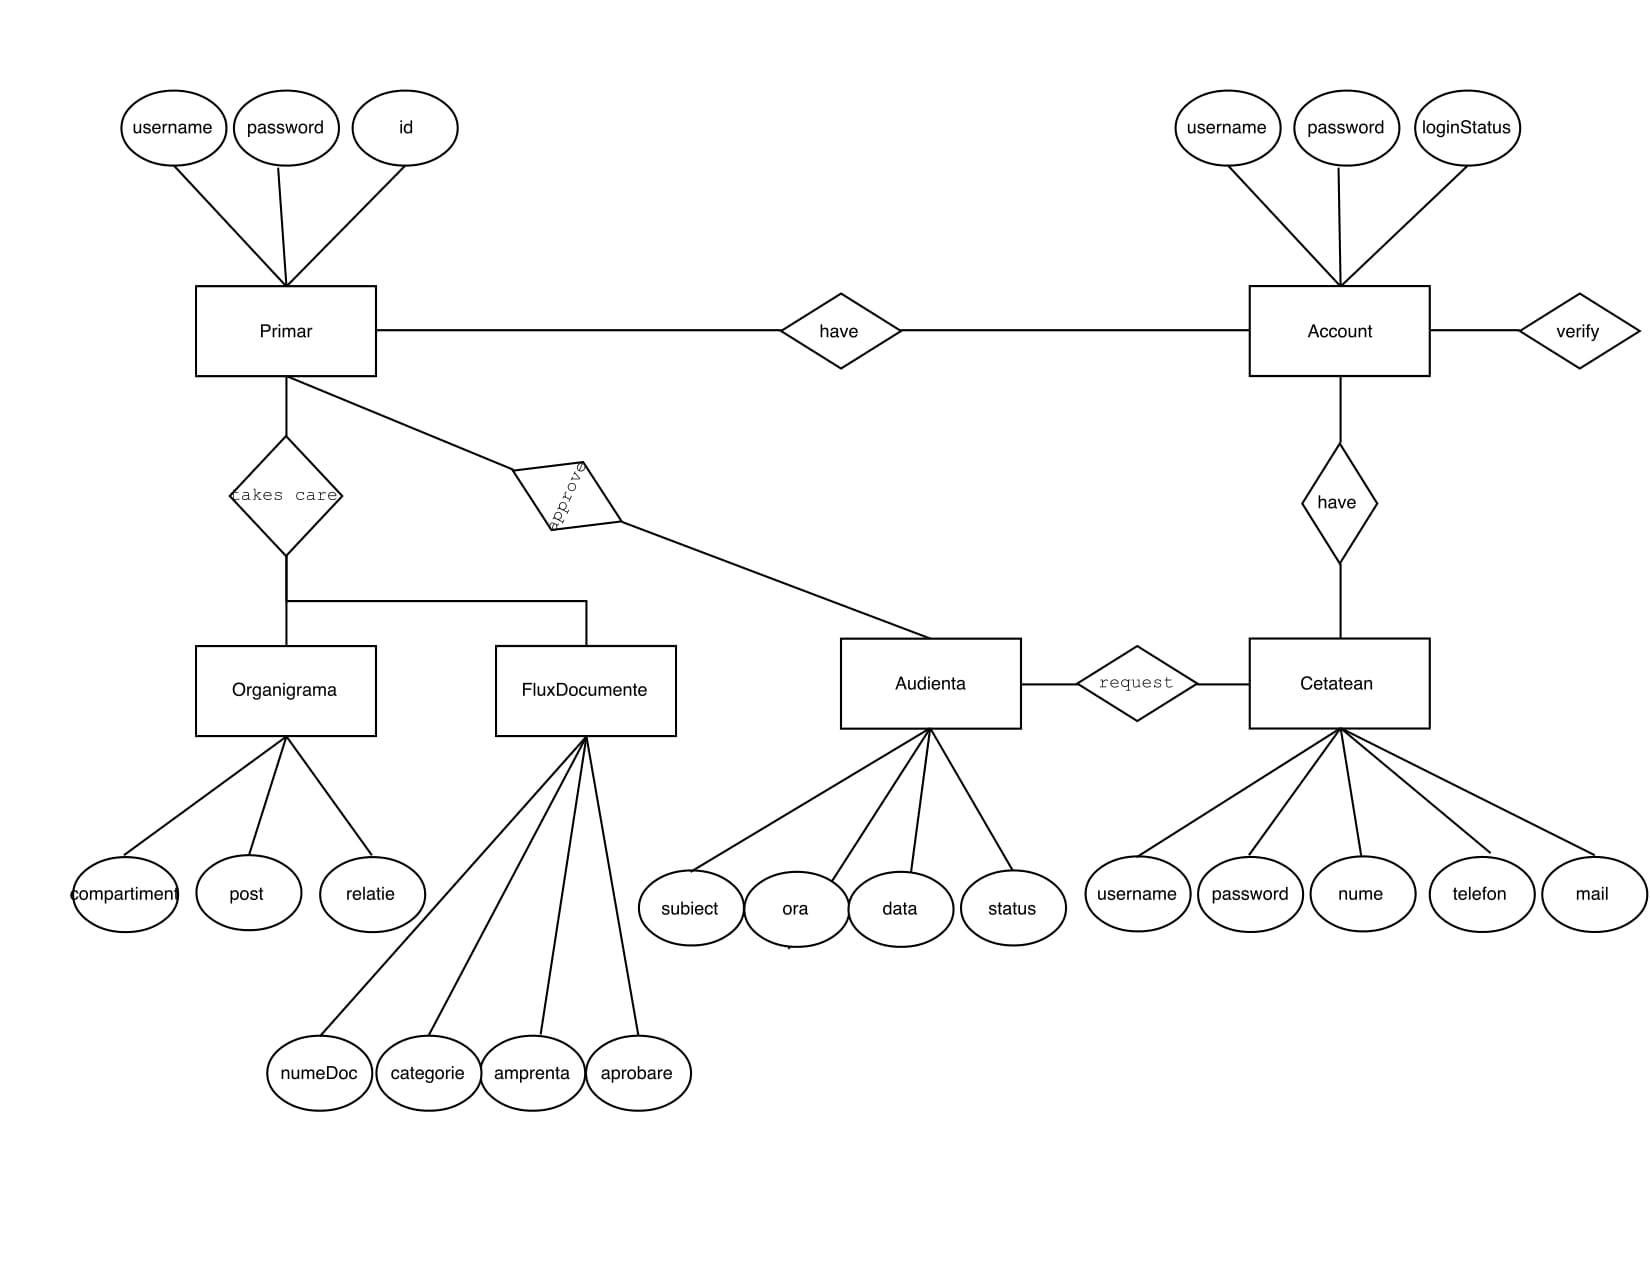 username
password
id
username
password
loginStatus
Primar
have
Account
verify
takes care
approve
have
Organigrama
FluxDocumente
Audienta
request
Cetatean
compartiment
post
relatie
subiect
ora
data
status
username
password
nume
telefon
mail
numeDoc
categorie
amprenta
aprobare